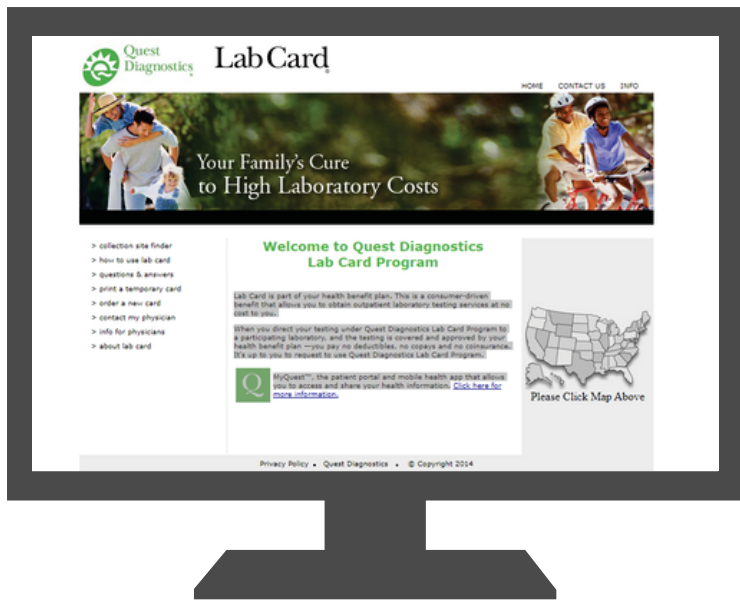 Quest
Diagnostics
Lab Card
HOME CONTACT US INFO
Your Family's Cure
to High Laboratory Costs
> collection site finder
> how to use lab card
> questions & answers
> print a temporary card
> order a new card
> contact my physician
> info for physicians
> about lab card
Welcome to Quest Diagnostics
Lab Card Program
Lab Card is part of your health benefit plan. This is a consumer-driven
benefit that allows you to obtain outpatient laboratory testing services at no
cost to you.
When you direct your testing under Quest Diagnostics Lab Card Program to
a participating laboratory, and the testing is covered and approved by your
health benefit plan —you pay no deductibles, no copays and no coinsurance.
It's up to you to request to use Quest Diagnostics Lab Card Program.
Q
MyQuest™, the patient portal and mobile health app that allows
you to access and share your health information. Click here for
more information.
Please Click Map Above
Privacy Policy • Quest Diagnostics • © Copyright 2014